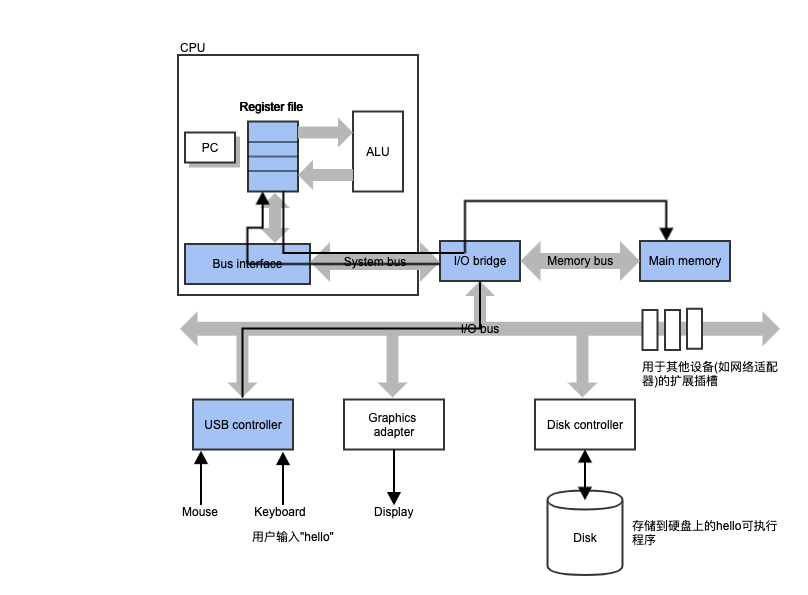 CPU
Register file
PC
ALU
Bus interface
System bus
I/O bridge
Memory bus
Main memory
I/O bus
用于其他设备(如网络适配
器)的扩展插槽
USB controller
Graphics
adapter
Disk controller
Mouse
Keyboard
Display
用户输入"hello"
Disk
存储到硬盘上的hello可执行
程序